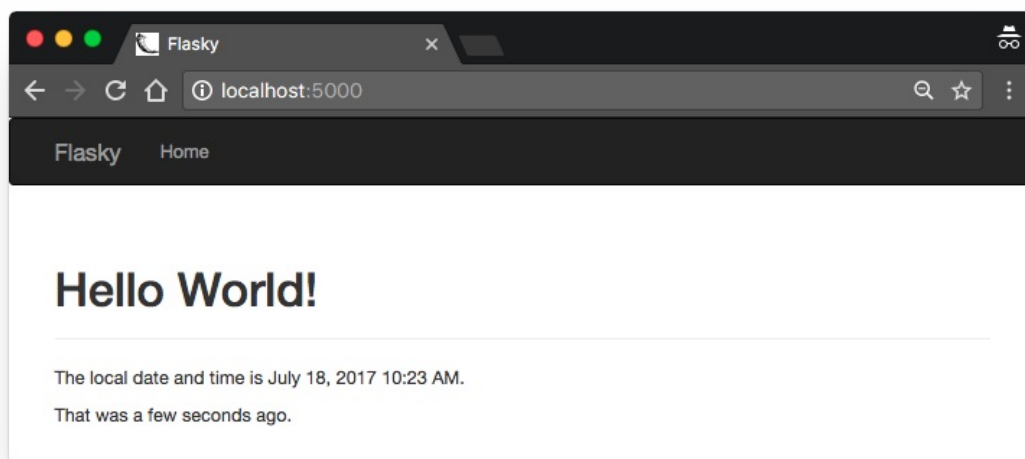 Flasky
localhost:5000
Flasky Home
Hello World!
The local date and time is July 18, 2017 10:23 AM.
That was a few seconds ago.